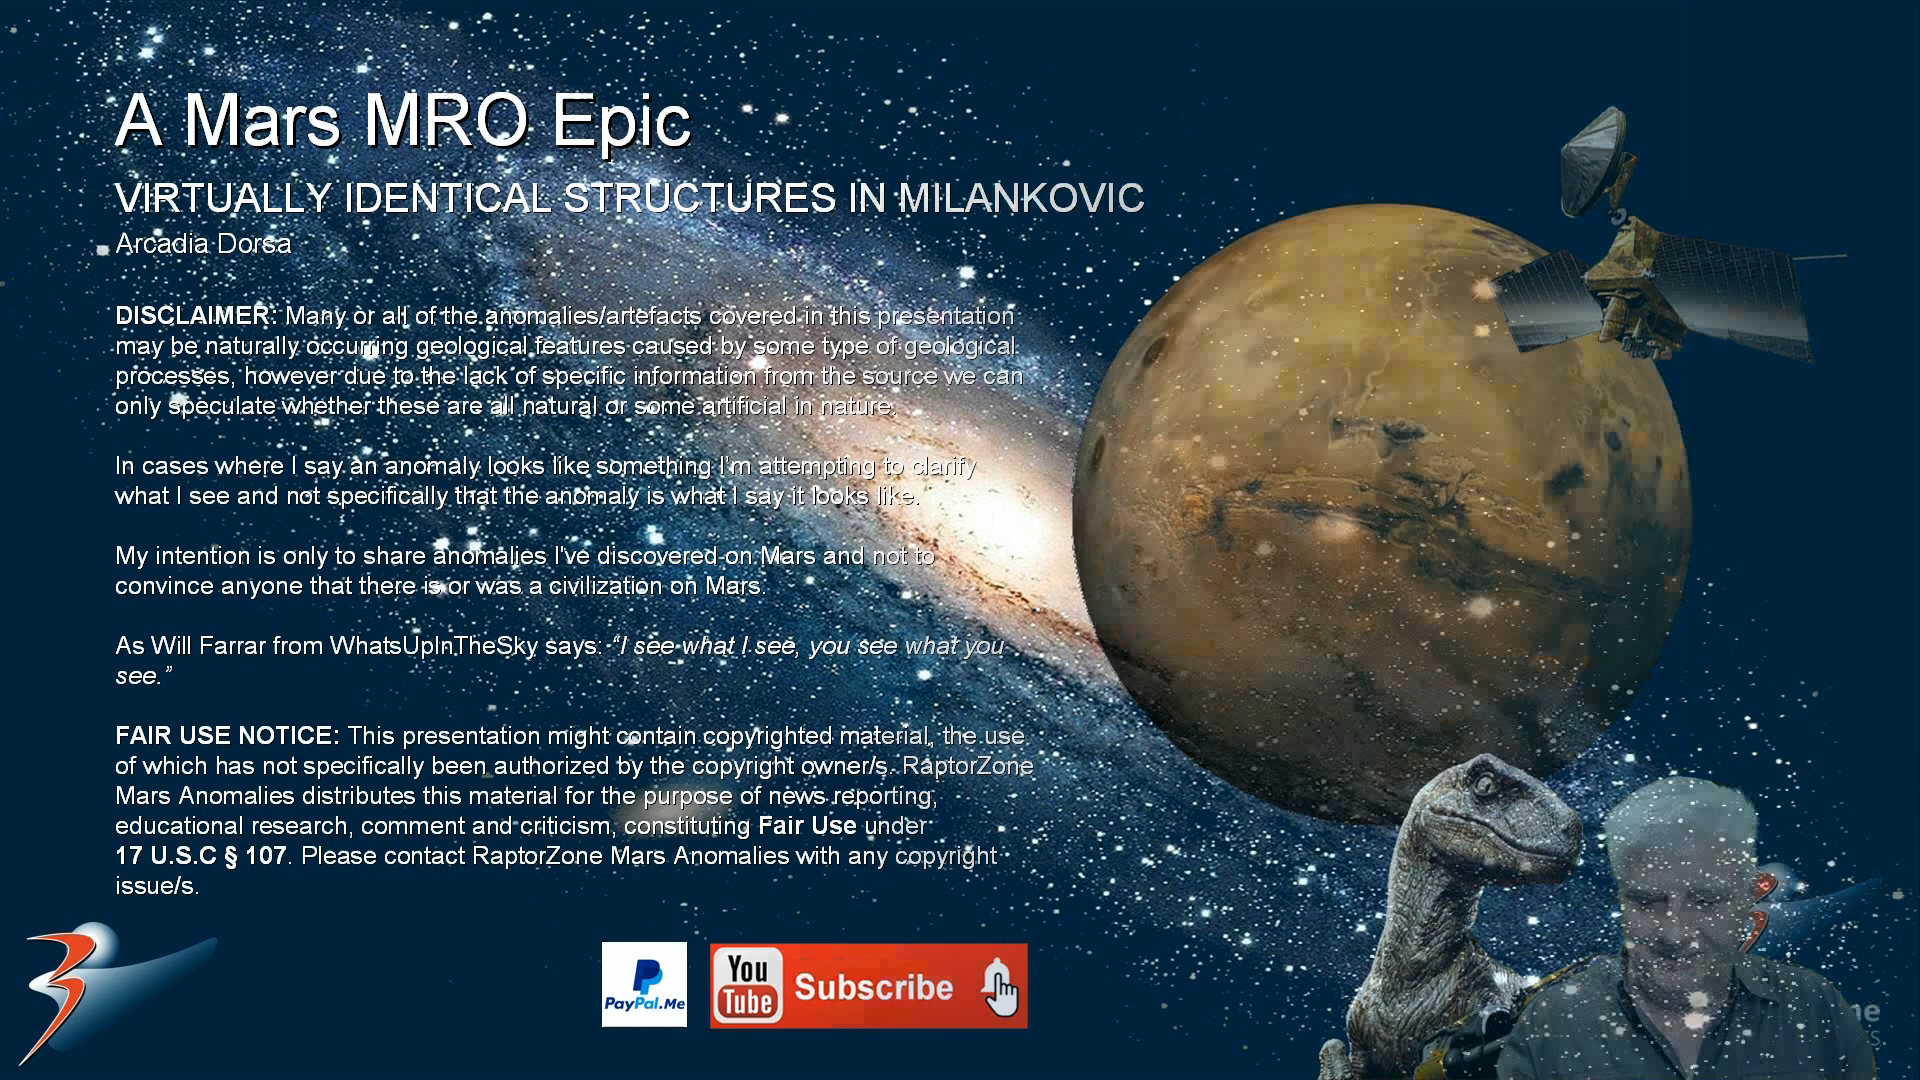 A Mars MRO Epic
VIRTUALLY IDENTICAL STRUCTURES IN MILANKOVIC
Arcadia Dorsa
DISCLAIMER: Many or all of the anomalies/artefacts covered in this presentation
may be naturally occurring geological features caused by some type of geological
processes, however due to the lack of specific information from the source we can
only speculate whether these are all natural or some artificial in nature.
In cases where I say an anomaly looks like something I'm attempting to clarify
what I see and not specifically that the anomaly is what I say it looks like.
My intention is only to share anomalies I've discovered on Mars and not to
convince anyone that there is or was a civilization on Mars.
As Will Farrar from WhatsUpInTheSky says: “I see what I see, you see what you
see.”
FAIR USE NOTICE: This presentation might contain copyrighted material, the use
of which has not specifically been authorized by the copyright owner/s. RaptorZone
Mars Anomalies distributes this material for the purpose of news reporting,
educational research, comment and criticism, constituting Fair Use under
17 U.S.C § 107. Please contact RaptorZone Mars Anomalies with any copyright
issue/s.
PayPal.Me
You
Tube
Subscribe